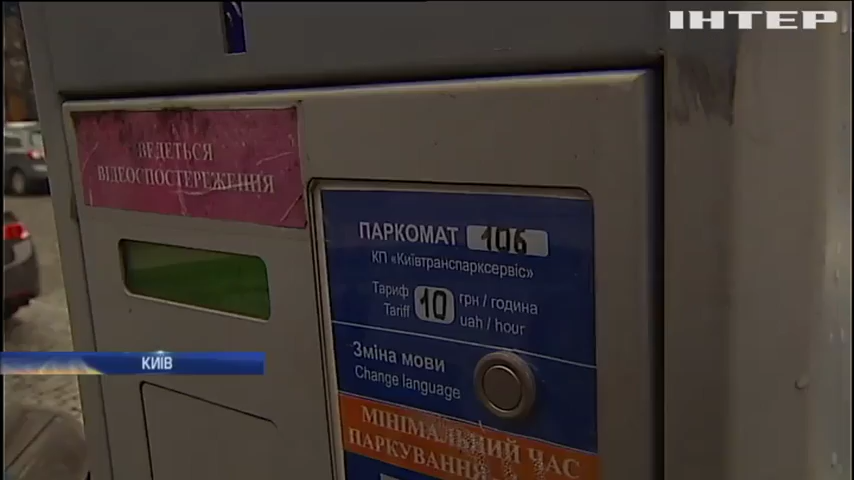 ІНТЕР
ВЕДЕТЬСЯ
ВІДЕОСПОСТЕРЕЖЕННЯ
ПАРКОМАТ 106
КП «Київтранспарксервіс»
Тариф 10 грн / година
Tariff uah / hour
Зміна мови
Change language
МІНІМАЛЬНИЙ ЧАС
ПАРКУВАННЯ
КИЇВ